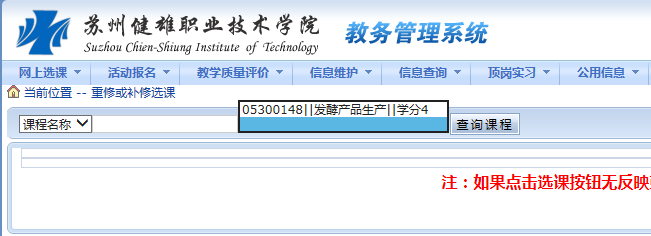 苏州健雄职业技术学院
Suzhou Chien-Shiung Institute of Technology
教务管理系统
网上选课 活动报名 教学质量评价 信息维护 信息查询 顶岗实习 公用信息
当前位置 -- 重修或补修选课
05300148||发酵产品生产||学分4
课程名称 查询课程
注：如果点击选课按钮无反映